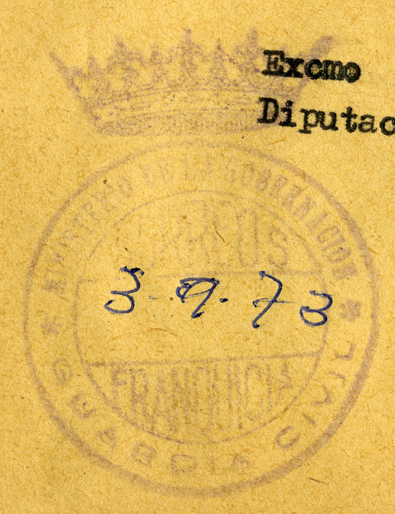 Excmo
Diputac
* MINISTERIO DE LA GOBERNACION *
CORREOS
3-9-73
FRANQUICIA
GUARDIA CIVIL